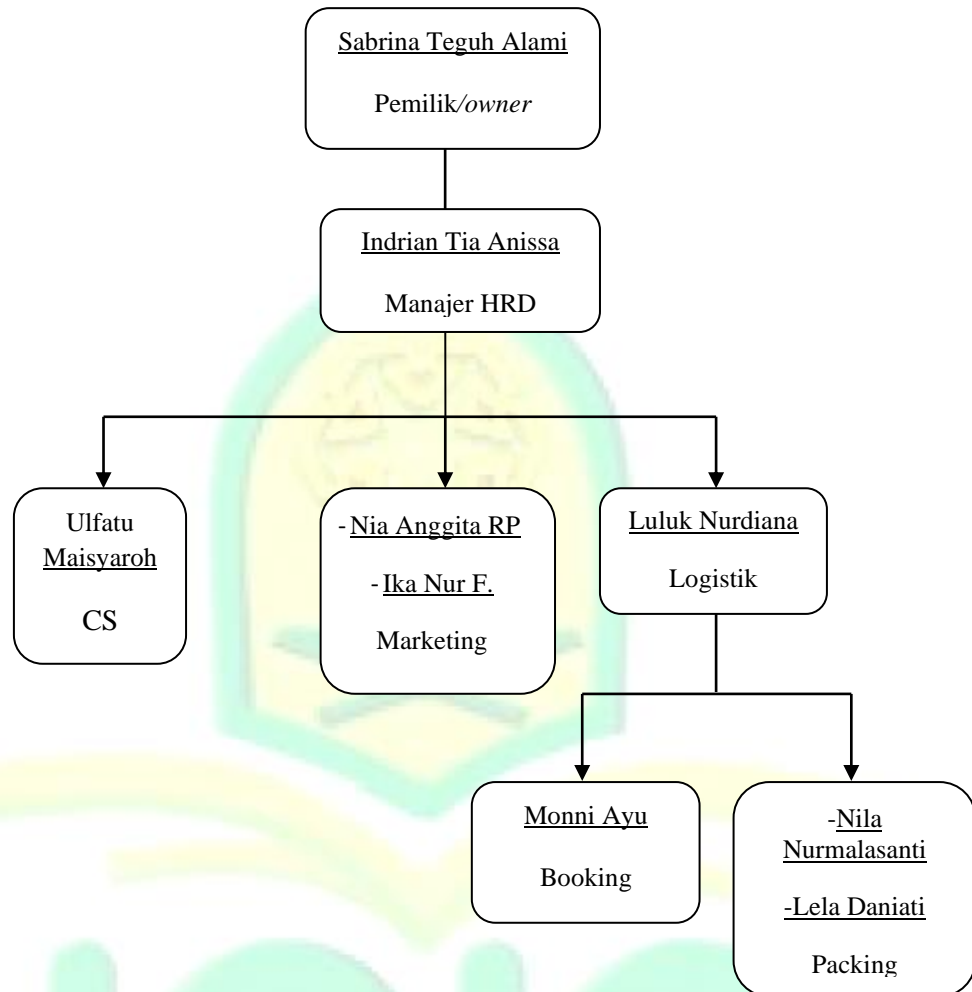 Sabrina Teguh Alami
Pemilik/owner
Indrian Tia Anissa
Manajer HRD
Ulfatu
Maisyaroh
CS
-Nia Anggita RP
-Ika Nur F.
Marketing
Luluk Nurdiana
Logistik
Monni Ayu
Booking
-Nila
Nurmalasanti
-Lela Daniati
Packing